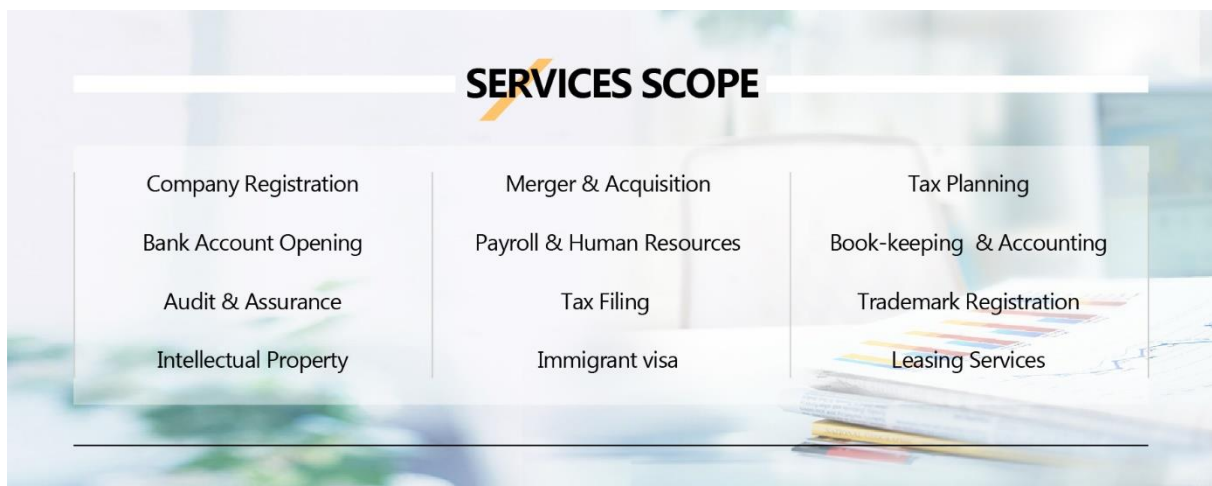 SERVICES SCOPE
Company Registration
Merger & Acquisition
Tax Planning
Bank Account Opening
Payroll & Human Resources
Book-keeping & Accounting
Audit & Assurance
Tax Filing
Trademark Registration
Intellectual Property
Immigrant visa
Leasing Services